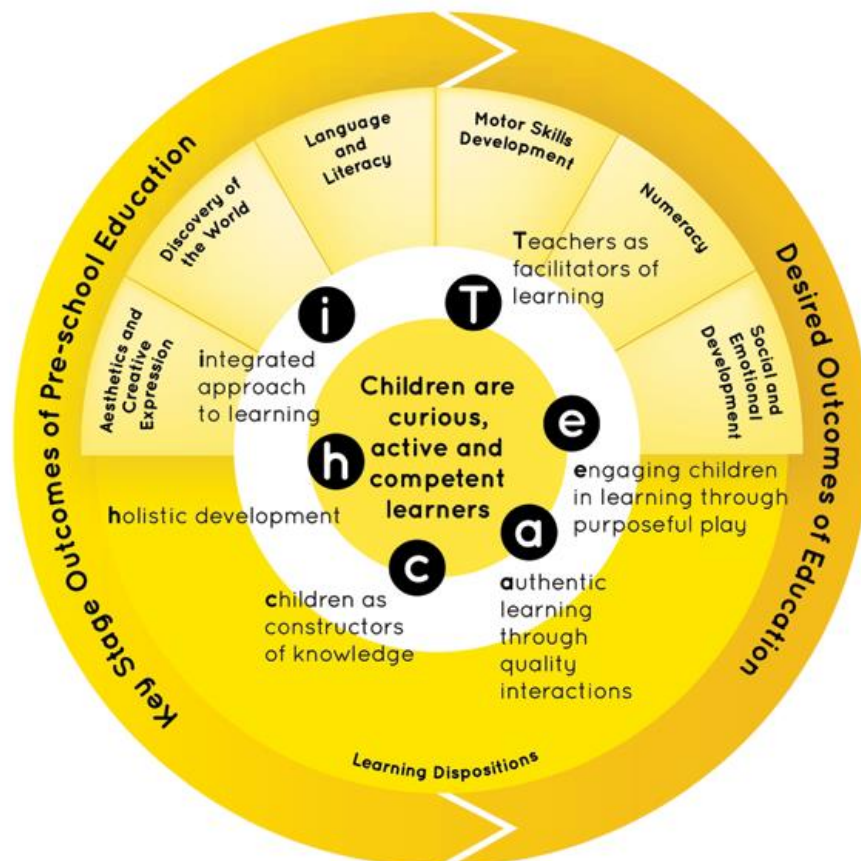 Key Stage Outcomes of Pre-school Education
Desired Outcomes of Education
Aesthetics and
Creative
Expression
Discovery of
the World
Language
and
Literacy
Motor Skills
Development
Numeracy
Social and
Emotional
Development
i
integrated
approach
to learning
T
Teachers as
facilitators of
learning
e
engaging children
in learning through
purposeful play
a
authentic
learning
through
quality
interactions
c
children as
constructors
of knowledge
h
holistic development
Children are
curious,
active and
competent
learners
Learning Dispositions